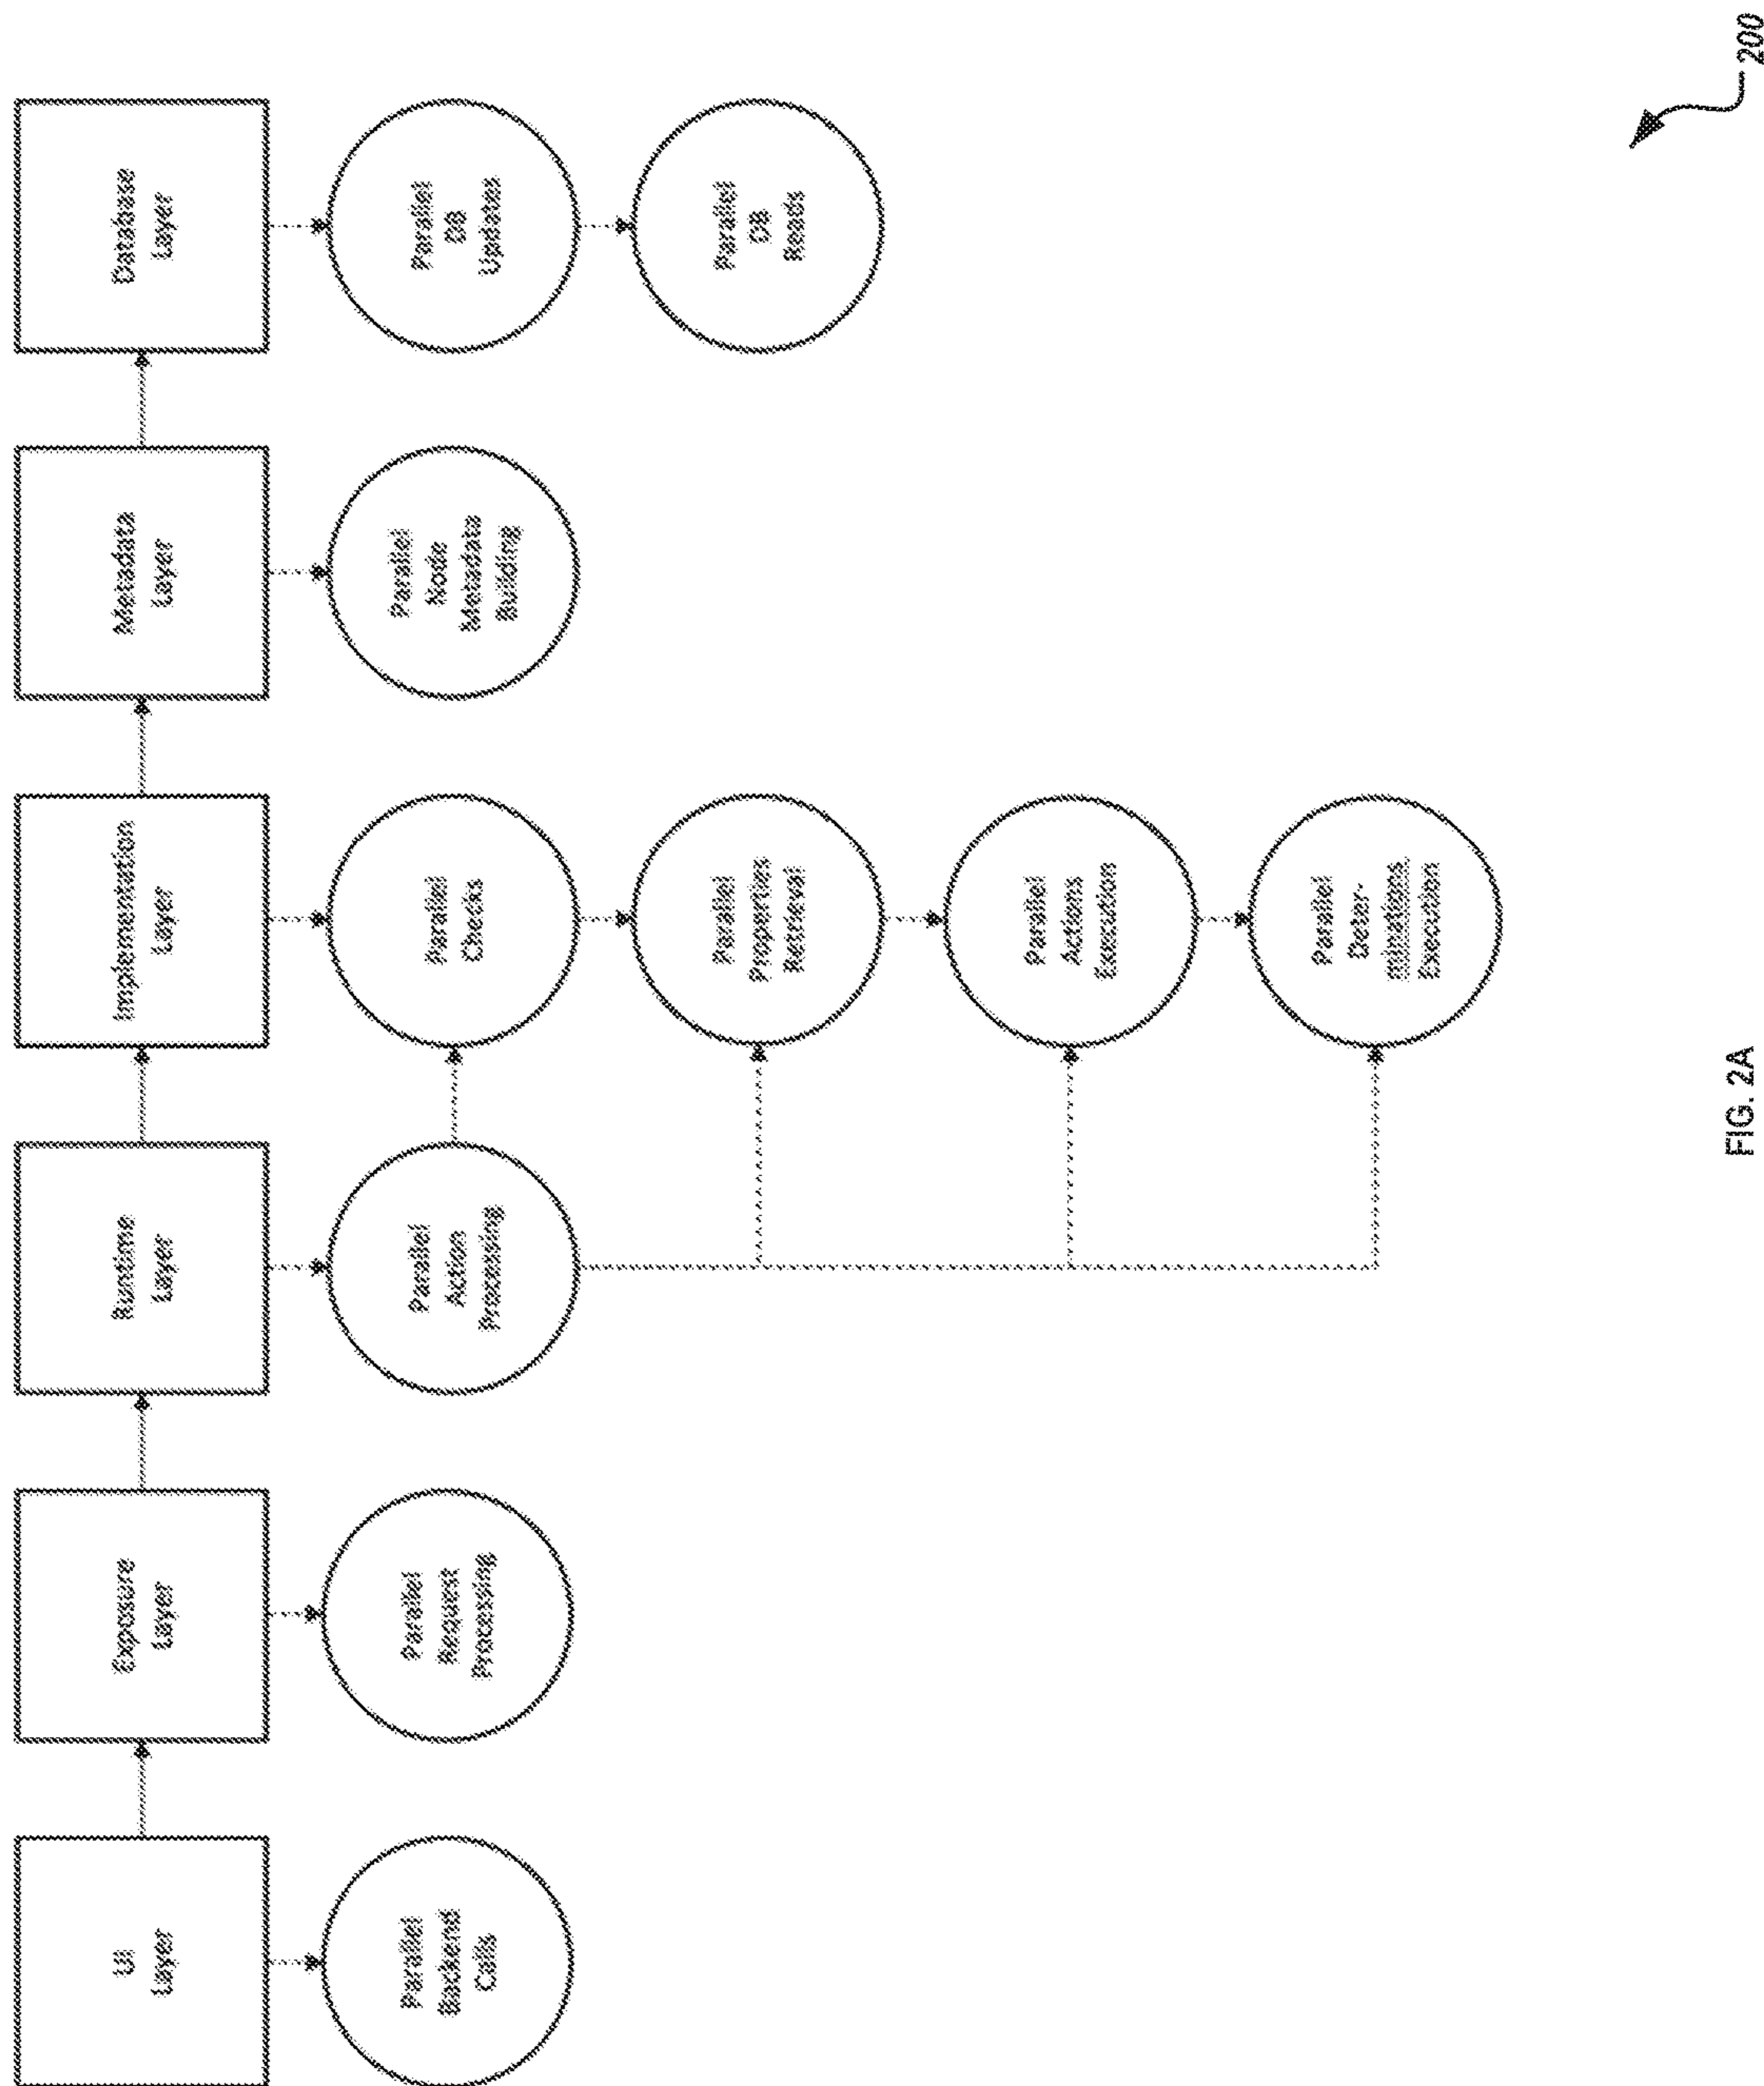 UI
Layer
Exposure
Layer
Runtime
Layer
Implementation
Layer
Metadata
Layer
Database
Layer
Parallel
Backend
Calls
Parallel
Request
Processing
Parallel
Action
Processing
Parallel
Checks
Parallel
Node
Metadata
Building
Parallel
DB
Updates
Parallel
Properties
Retrieval
Parallel
DB
Reads
Parallel
Actions
Execution
Parallel
Deter-
minations
Execution
200
FIG. 2A